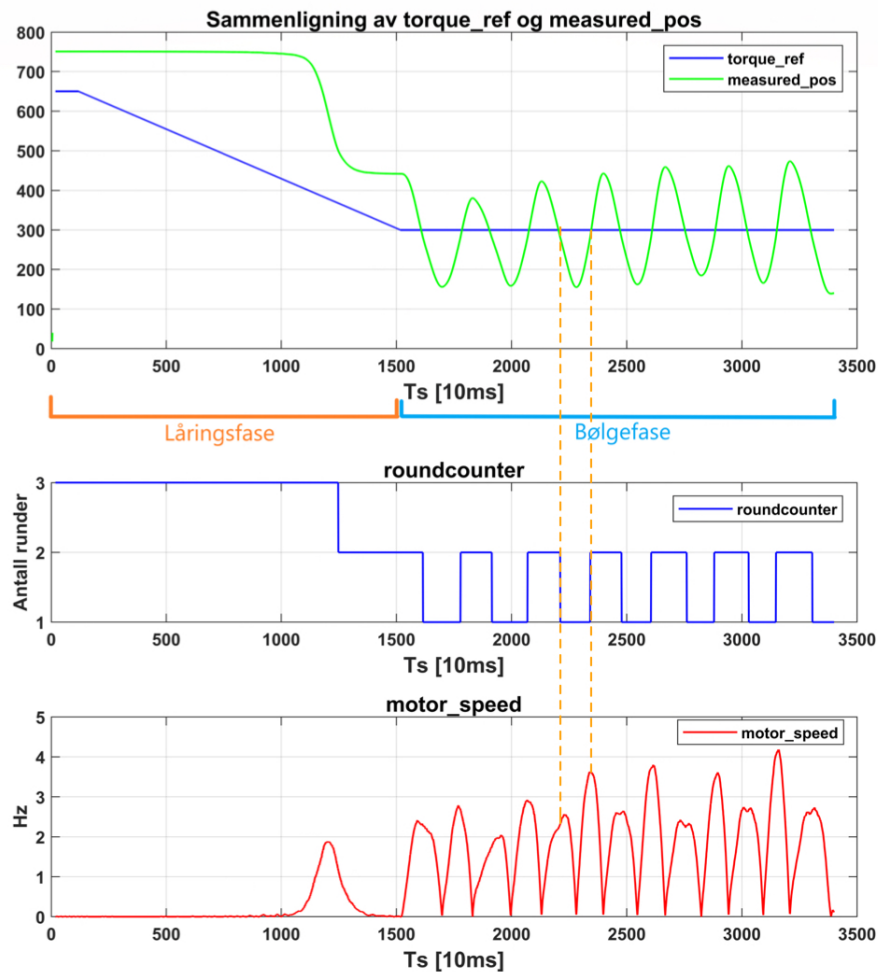 Sammenligning av torque_ref og measured_pos
800
700
600
500
400
300
200
100
0
torque_ref
measured_pos
0 500 1000 1500 2000 2500 3000 3500
Ts [10ms]
Låringsfase
Bølgefase
roundcounter
3
2
1
Antall runder
roundcounter
0 500 1000 1500 2000 2500 3000 3500
Ts [10ms]
motor_speed
5
4
3
2
1
0
Hz
motor_speed
0 500 1000 1500 2000 2500 3000 3500
Ts [10ms]